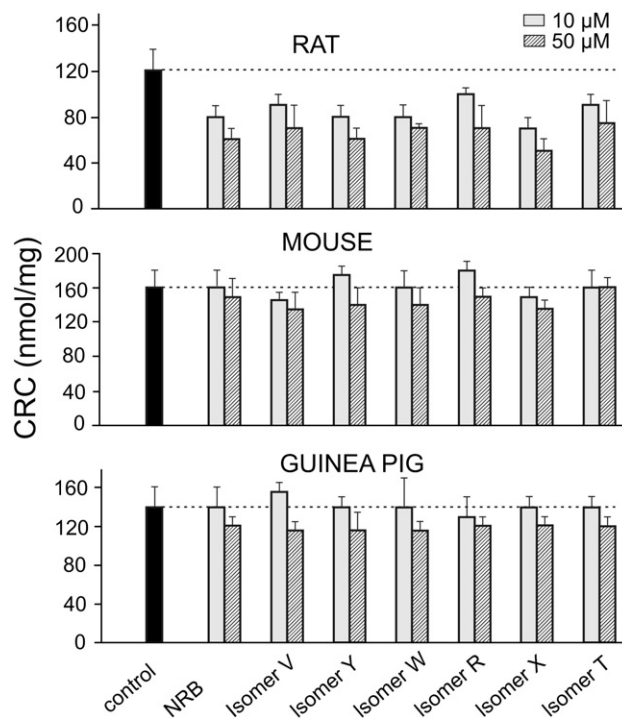 10 µM
50 µM
RAT
160
120
80
40
0
MOUSE
200
160
120
80
40
0
GUINEA PIG
160
120
80
40
0
CRC (nmol/mg)
control
NRB
Isomer V
Isomer Y
Isomer W
Isomer R
Isomer X
Isomer T